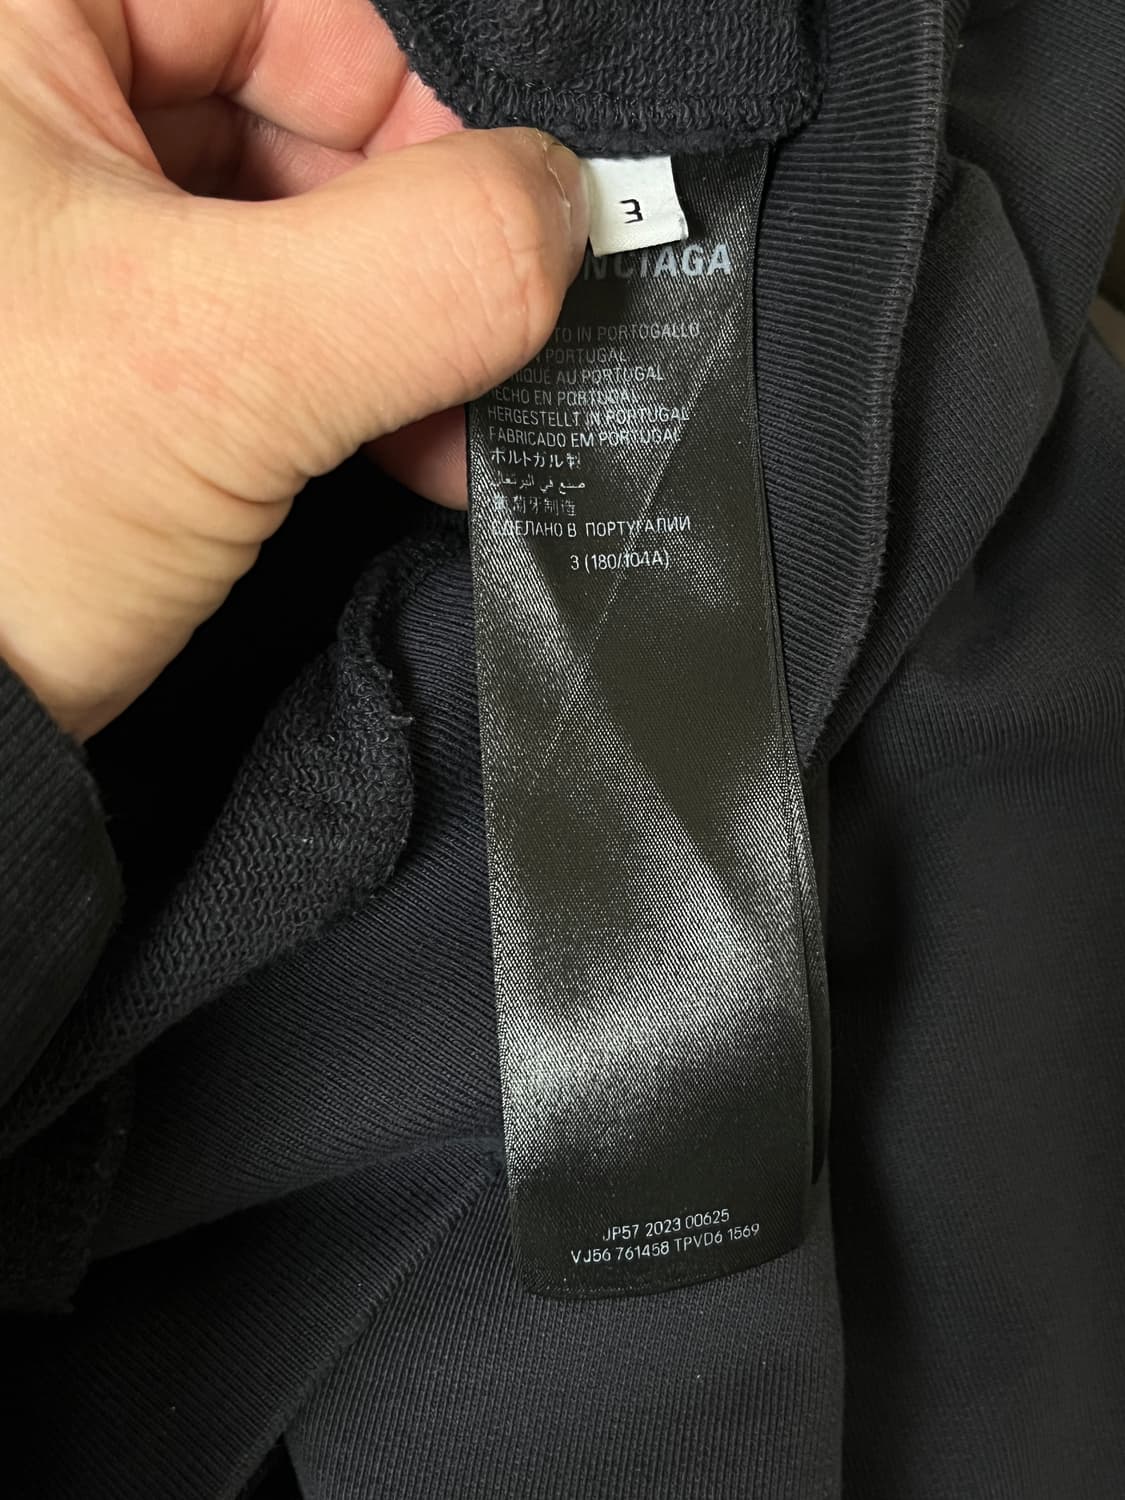 3
NCIAGA
TO IN PORTOGALLO
IN PORTUGAL
RIQUÉ AU PORTUGAL
HECHO EN PORTUGAL
HERGESTELLT IN PORTUGAL
FABRICADO EM PORTUGAL
ポルトガル製
صنع في البرتغال
葡萄牙制造
СДЕЛАНО В ПОРТУГАЛИИ
3 (180/104A)
JP57 2023 00625
VJ56 761458 TPVD6 1569